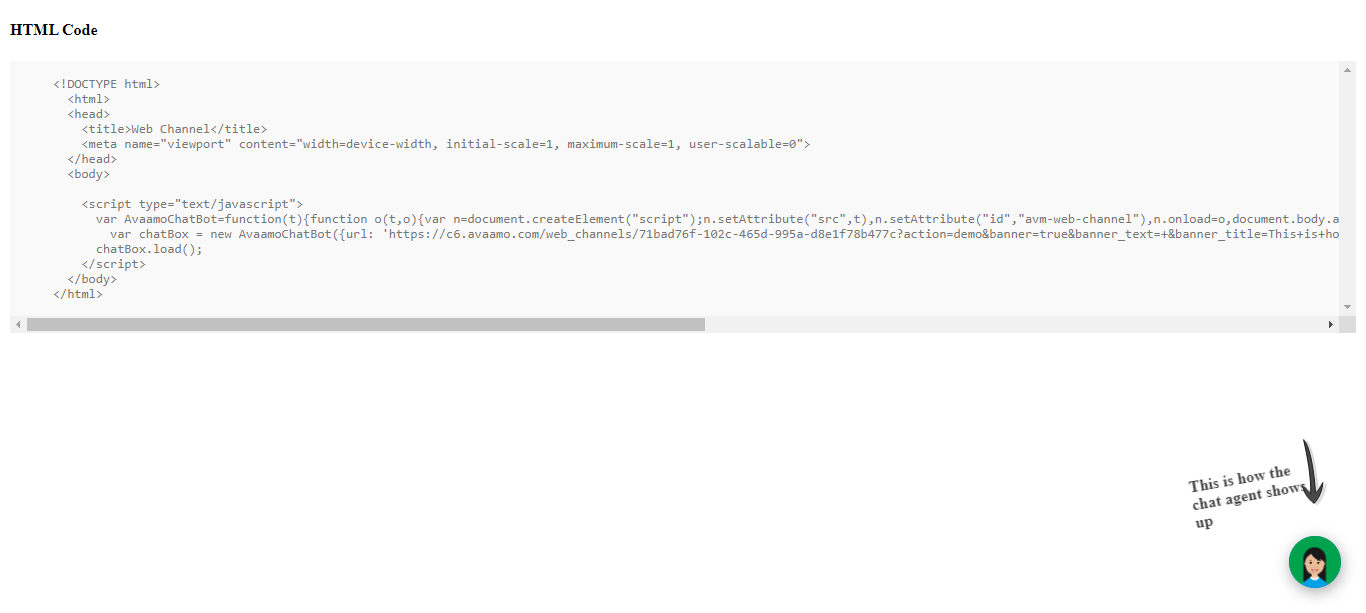 HTML Code
<!DOCTYPE html>
<html>
<head>
<title>Web Channel</title>
<meta name="viewport" content="width=device-width, initial-scale=1, maximum-scale=1, user-scalable=0">
</head>
<body>
<script type="text/javascript">
var AvaamoChatBot=function(t){function o(t,o){var n=document.createElement("script");n.setAttribute("src",t),n.setAttribute("id","avm-web-channel"),n.onload=o,document.body.a
var chatBox = new AvaamoChatBot({url: 'https://c6.avaamo.com/web_channels/71bad76f-102c-465d-995a-d8e1f78b477c?action=demo&banner=true&banner_text=+&banner_title=This+is+ho
chatBox.load();
</script>
</body>
</html>
This is how the
chat agent shows
up